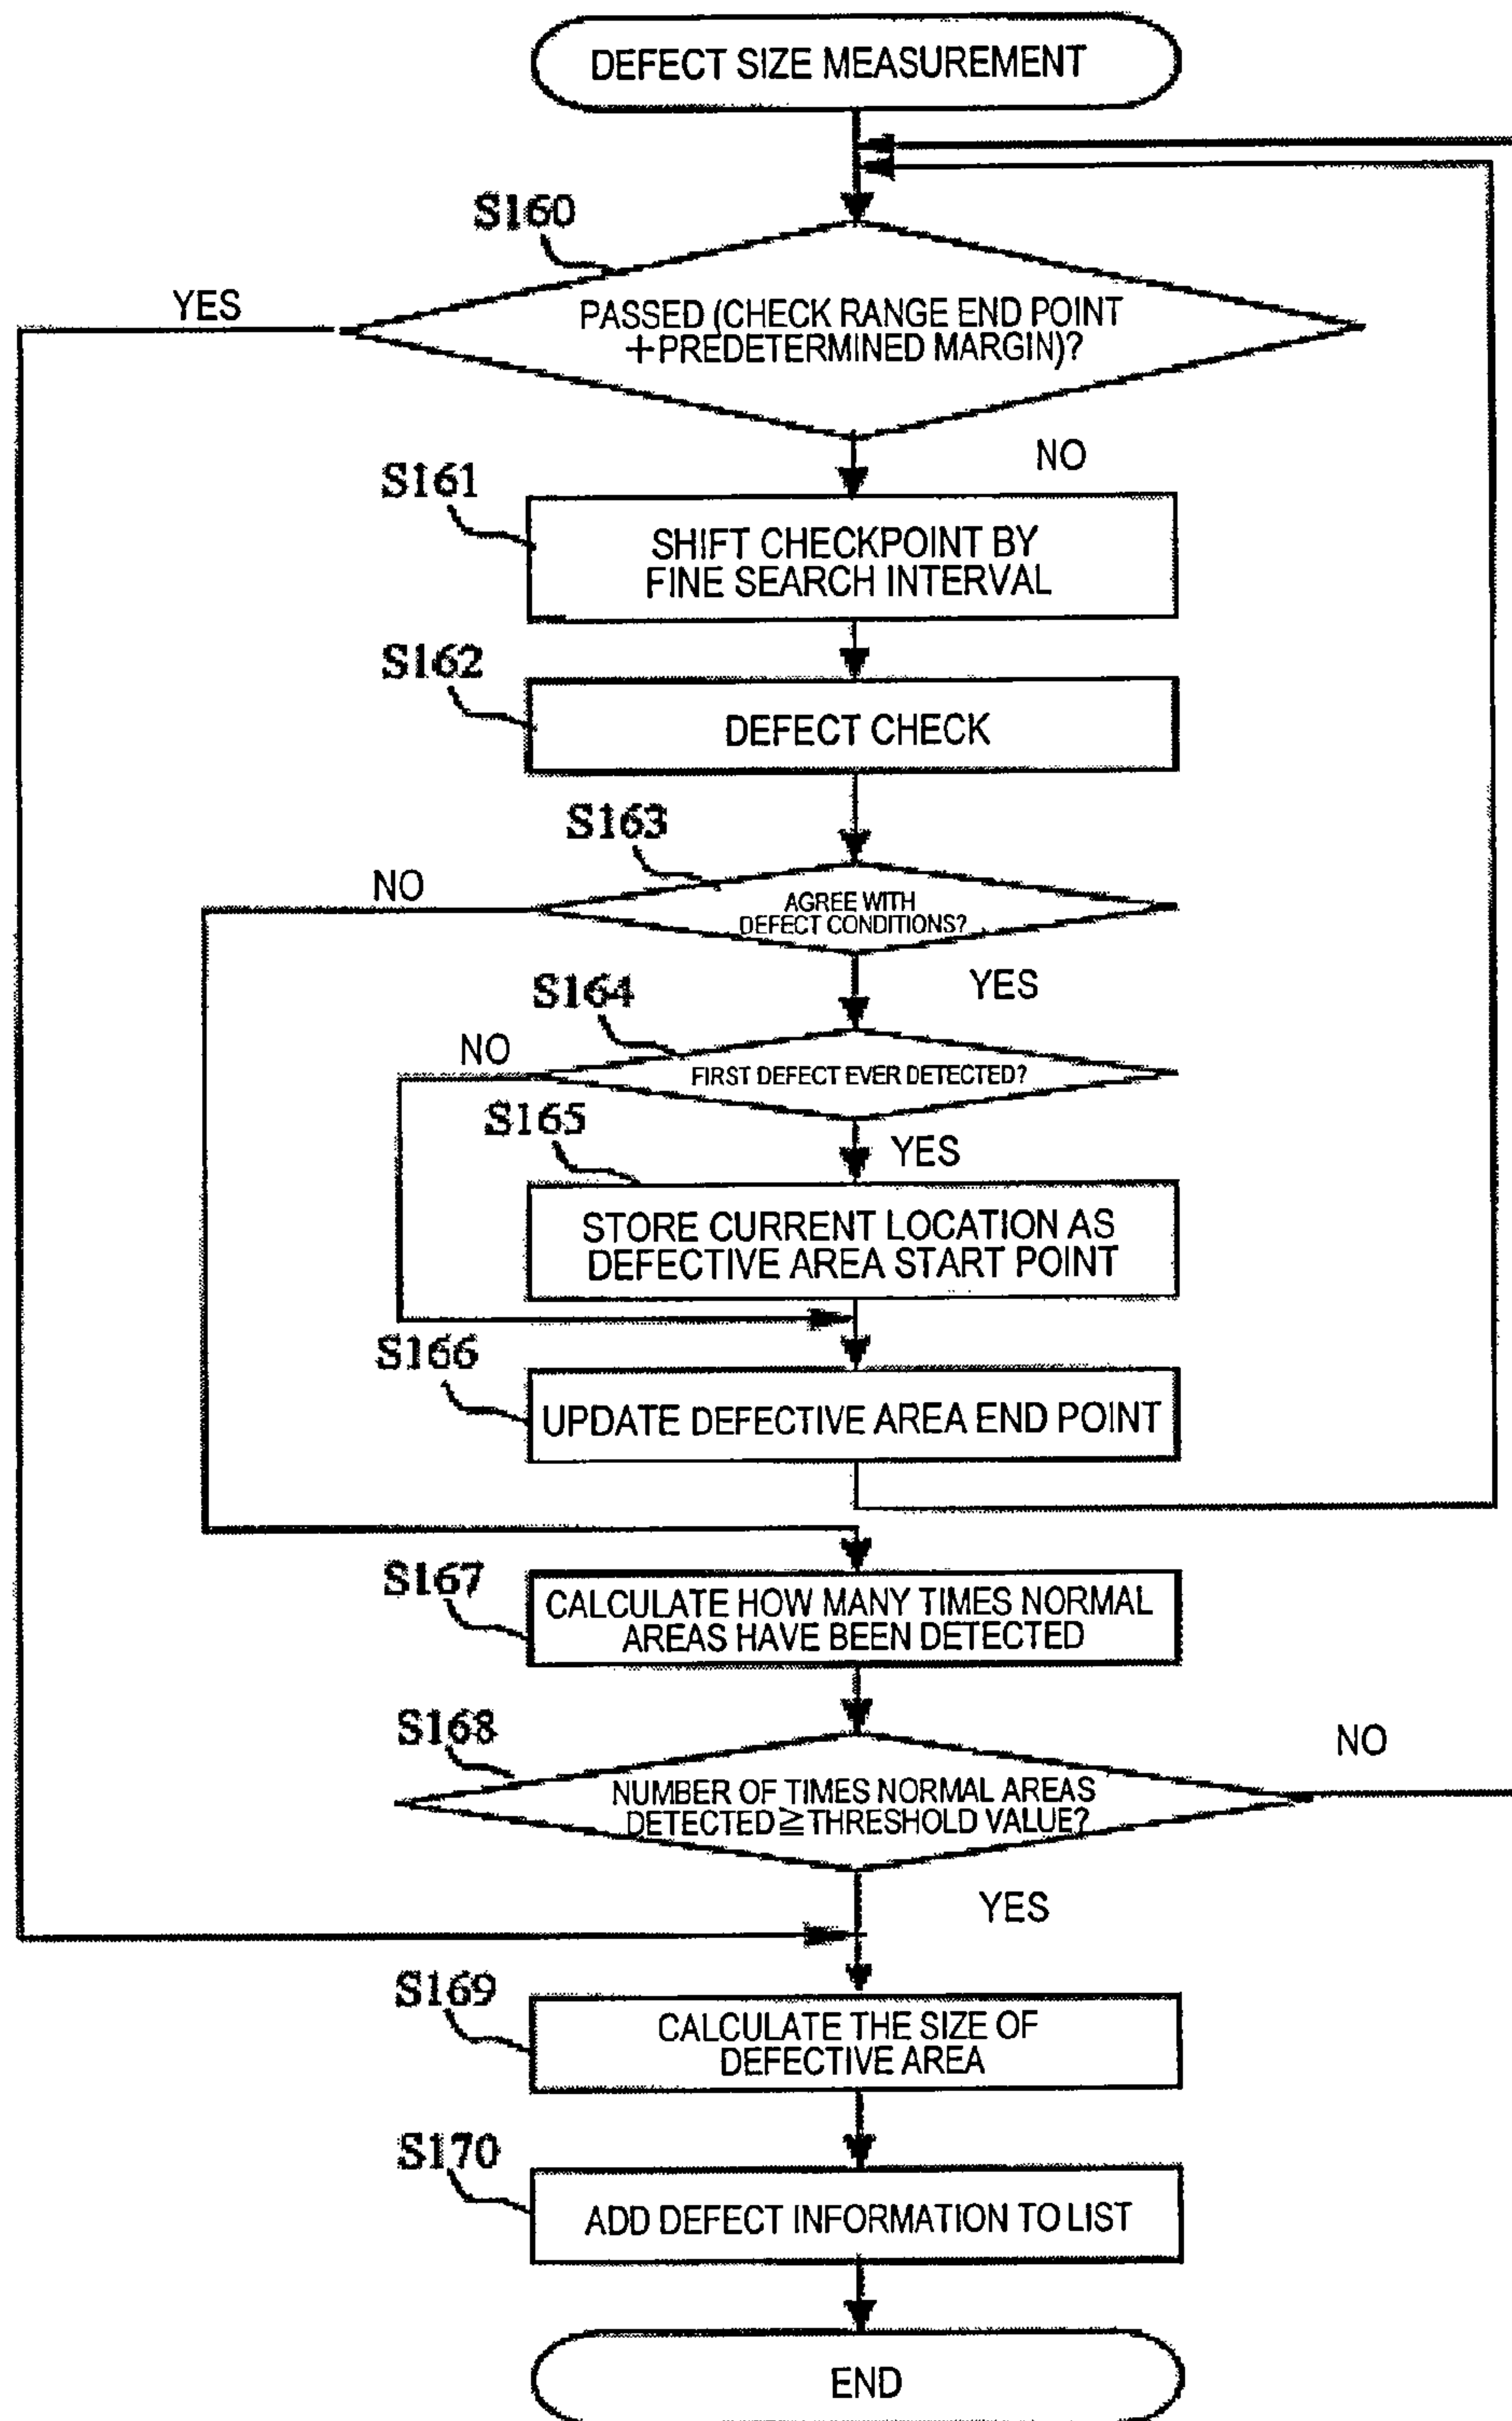 DEFECT SIZE MEASUREMENT
S160
YES
PASSED (CHECK RANGE END POINT
+PREDETERMINED MARGIN)?
NO
S161
SHIFT CHECKPOINT BY
FINE SEARCH INTERVAL
S162
DEFECT CHECK
S163
NO
AGREE WITH
DEFECT CONDITIONS?
YES
S164
NO
FIRST DEFECT EVER DETECTED?
S165
YES
STORE CURRENT LOCATION AS
DEFECTIVE AREA START POINT
S166
UPDATE DEFECTIVE AREA END POINT
S167
CALCULATE HOW MANY TIMES NORMAL
AREAS HAVE BEEN DETECTED
S168
NO
NUMBER OF TIMES NORMAL AREAS
DETECTED≧THRESHOLD VALUE?
YES
S169
CALCULATE THE SIZE OF
DEFECTIVE AREA
S170
ADD DEFECT INFORMATION TO LIST
END